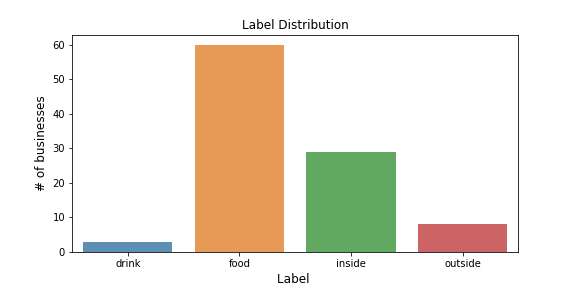 Label Distribution
# of businesses
60
50
40
30
20
10
0
drink food inside outside
Label